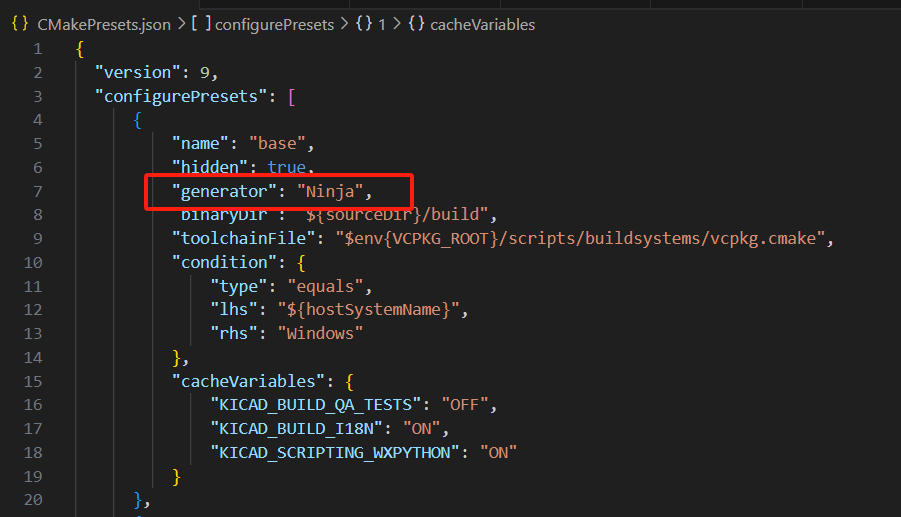 {} CMakePresets.json > [ ] configurePresets > {} 1 > {} cacheVariables
1 {
2 "version": 9,
3 "configurePresets": [
4 {
5 "name": "base",
6 "hidden": true,
7 "generator": "Ninja",
8 "binaryDir": "${sourceDir}/build",
9 "toolchainFile": "$env{VCPKG_ROOT}/scripts/buildsystems/vcpkg.cmake",
10 "condition": {
11 "type": "equals",
12 "lhs": "${hostSystemName}",
13 "rhs": "Windows"
14 },
15 "cacheVariables": {
16 "KICAD_BUILD_QA_TESTS": "OFF",
17 "KICAD_BUILD_I18N": "ON",
18 "KICAD_SCRIPTING_WXPYTHON": "ON"
19 }
20 },